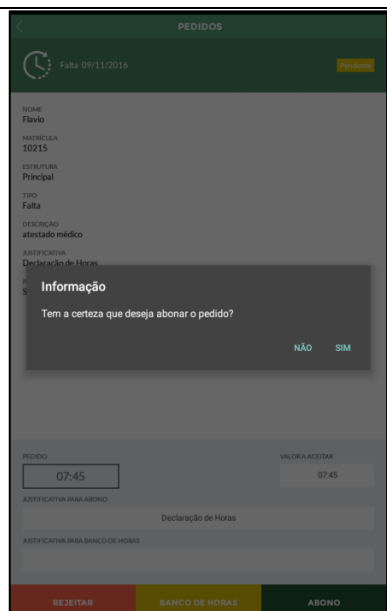 PEDIDOS
Falta 09/11/2016
Pendente
NOME
Flavio
MATRÍCULA
10215
ESTRUTURA
Principal
TIPO
Falta
DESCRIÇÃO
atestado médico
JUSTIFICATIVA
Declaração de Horas
Informação
Tem a certeza que deseja abonar o pedido?
NÃO SIM
PEDIDO VALOR A ACEITAR
07:45 07:45
JUSTIFICATIVA PARA ABONO
Declaração de Horas
JUSTIFICATIVA PARA BANCO DE HORAS
REJEITAR BANCO DE HORAS ABONO